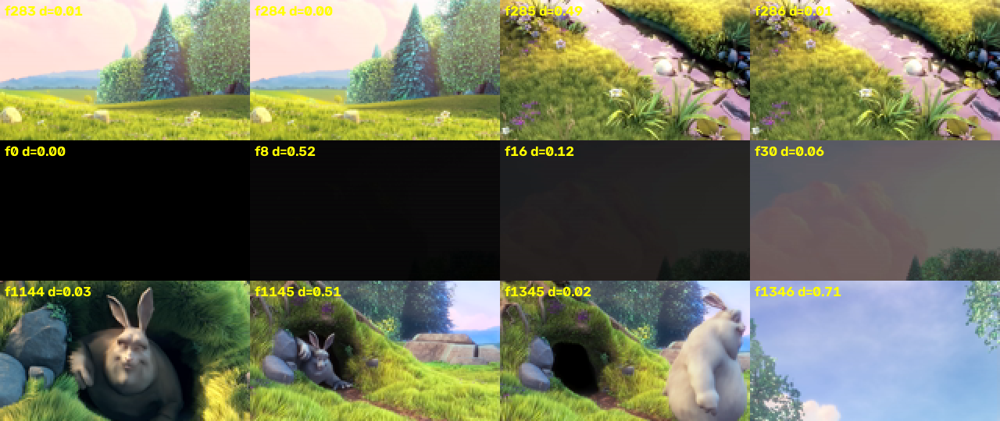 f283 d=0.01
f284 d=0.00
f285 d=0.49
f286 d=0.01
f0 d=0.00
f8 d=0.52
f16 d=0.12
f30 d=0.06
f1144 d=0.03
f1145 d=0.51
f1345 d=0.02
f1346 d=0.71